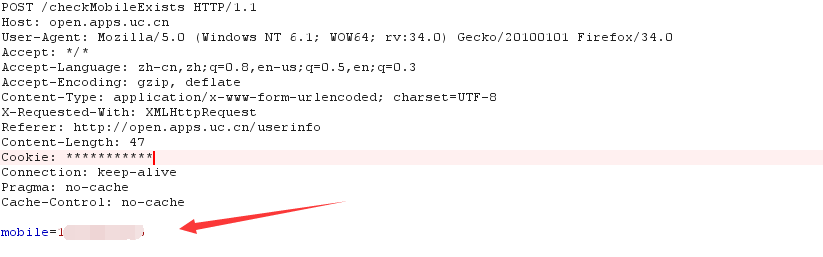 POST /checkMobileExists HTTP/1.1
Host: open.apps.uc.cn
User-Agent: Mozilla/5.0 (Windows NT 6.1; WOW64; rv:34.0) Gecko/20100101 Firefox/34.0
Accept: */*
Accept-Language: zh-cn,zh;q=0.8,en-us;q=0.5,en;q=0.3
Accept-Encoding: gzip, deflate
Content-Type: application/x-www-form-urlencoded; charset=UTF-8
X-Requested-With: XMLHttpRequest
Referer: http://open.apps.uc.cn/userinfo
Content-Length: 47
Cookie: ***********
Connection: keep-alive
Pragma: no-cache
Cache-Control: no-cache
mobile=1